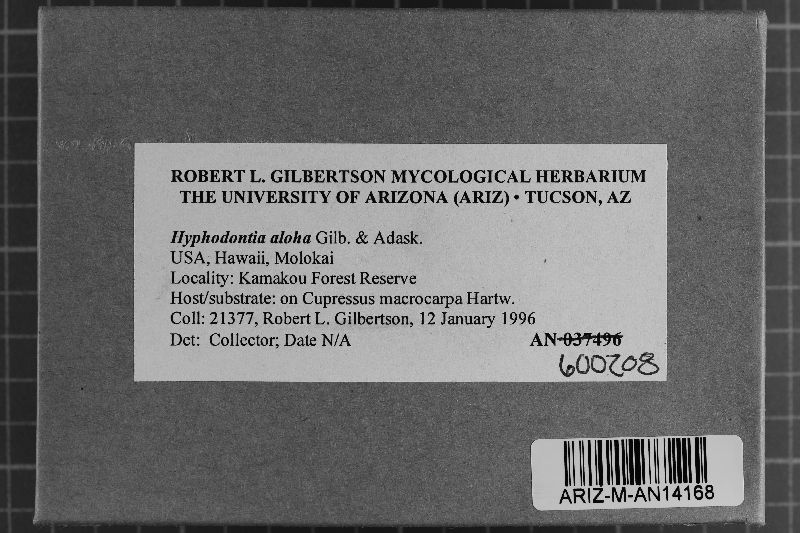 ROBERT L. GILBERTSON MYCOLOGICAL HERBARIUM
THE UNIVERSITY OF ARIZONA (ARIZ) • TUCSON, AZ
Hyphodontia aloha Gilb. & Adask.
USA, Hawaii, Molokai
Locality: Kamakou Forest Reserve
Host/substrate: on Cupressus macrocarpa Hartw.
Coll: 21377, Robert L. Gilbertson, 12 January 1996
Det: Collector; Date N/A AN-037496
600208
ARIZ-M-AN14168